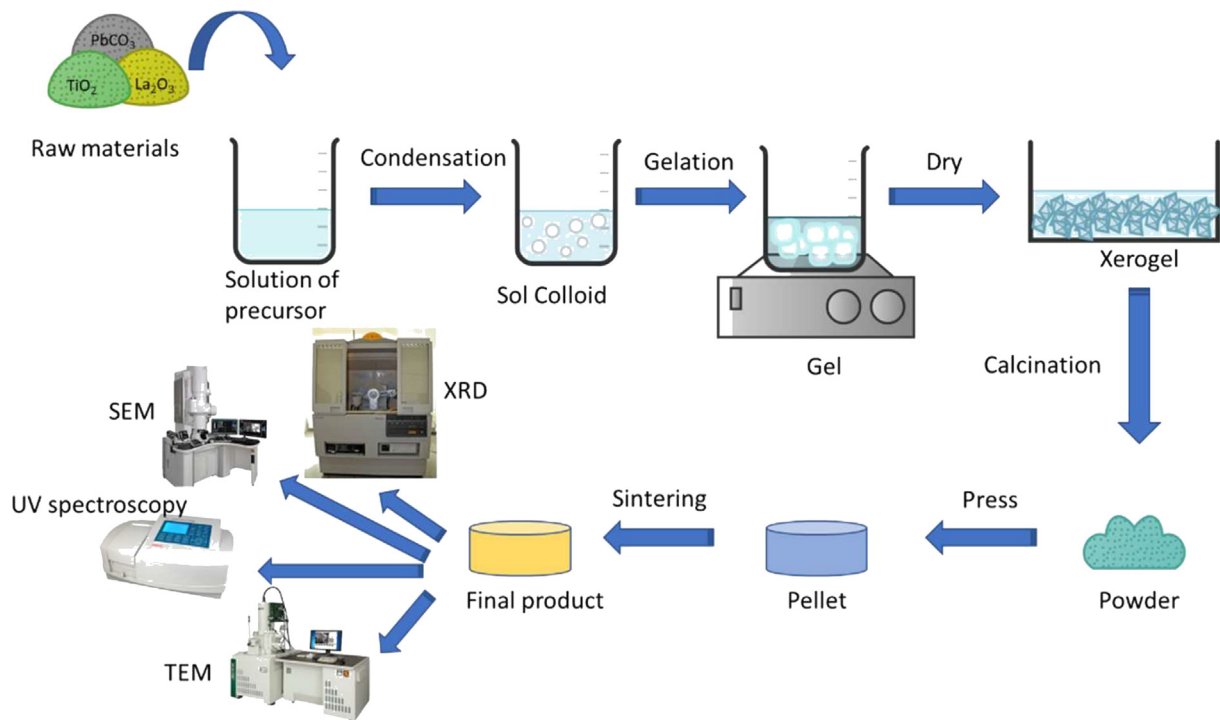 PbCO₃
TiO₂
La₂O₃
Raw materials
Condensation
Gelation
Dry
Solution of
precursor
Sol Colloid
Gel
Xerogel
Calcination
SEM
XRD
UV spectroscopy
Sintering
Press
Final product
Pellet
Powder
TEM